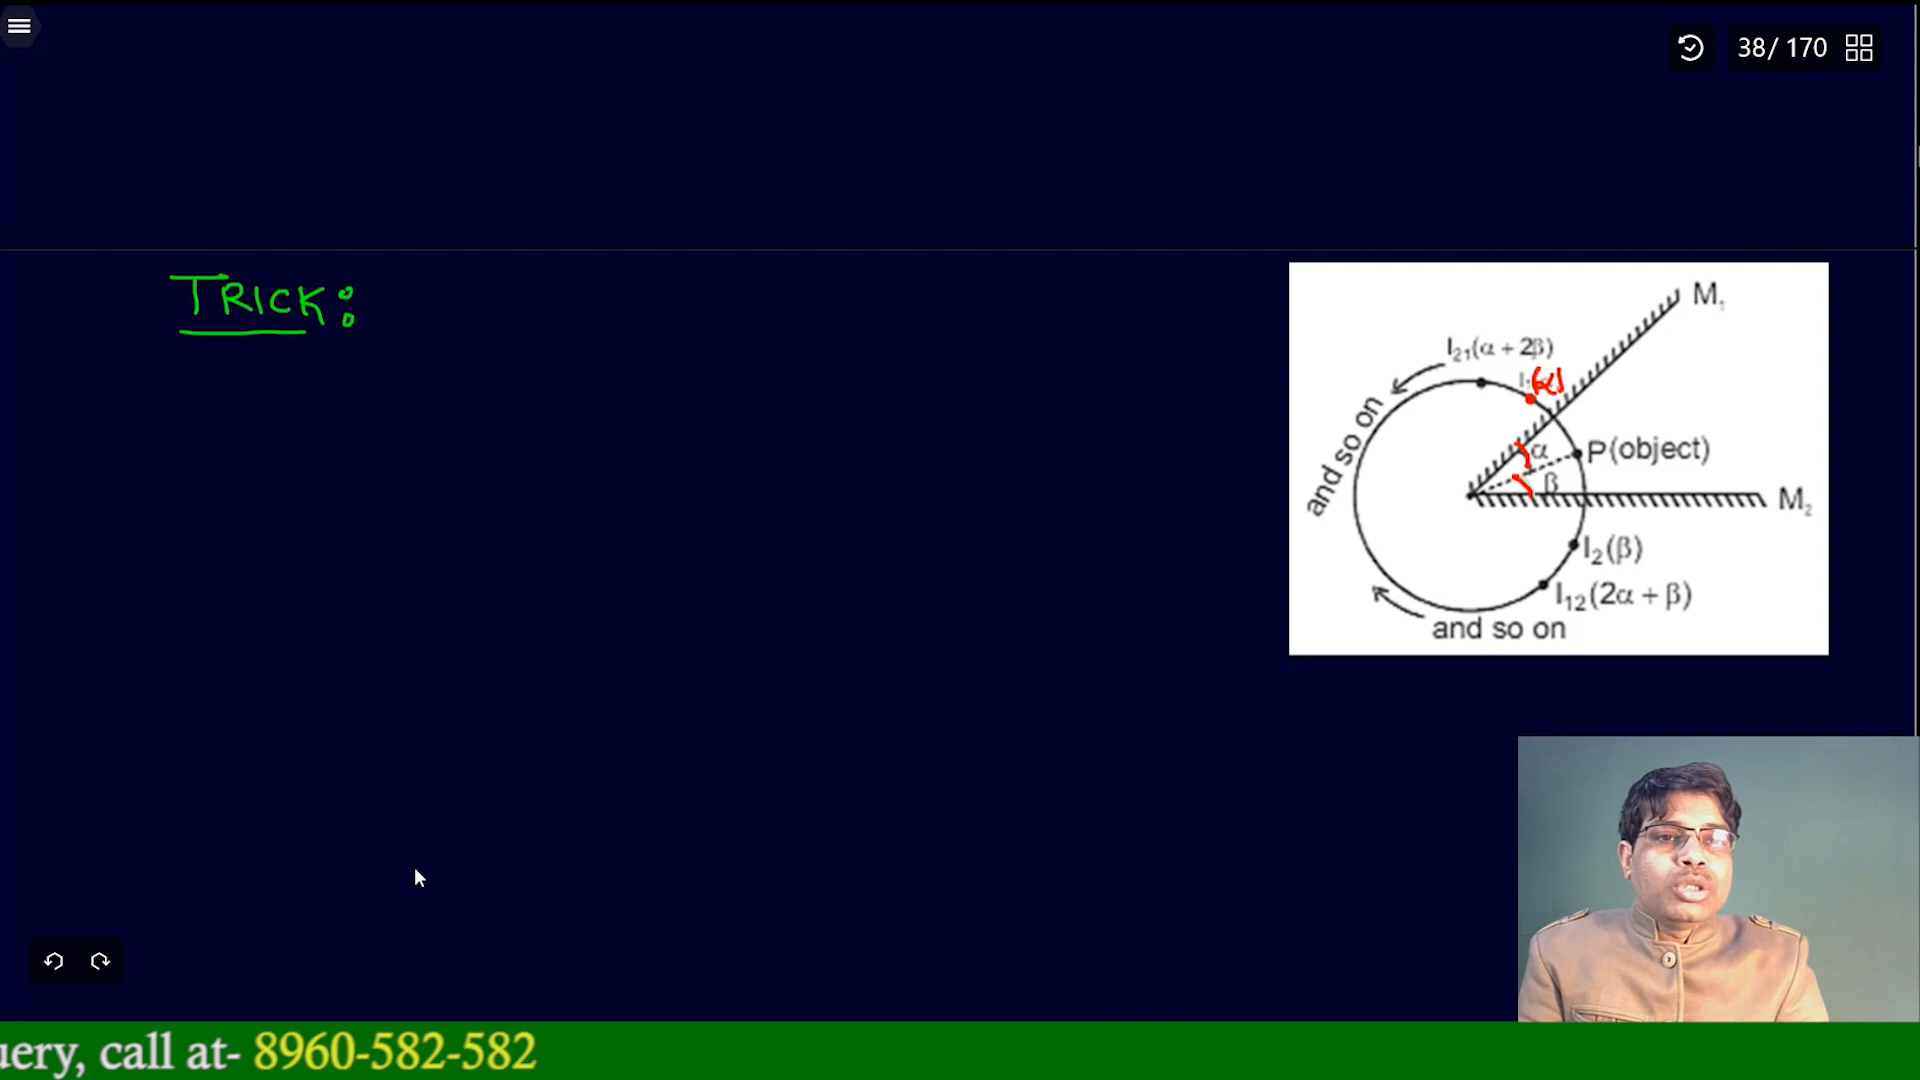 38/ 170
TRICK:
M₁
I₂₁(α + 2β)
(α)
and so on
α
P(object)
β
M₂
I₂(β)
I₁₂(2α + β)
and so on
uery, call at- 8960-582-582